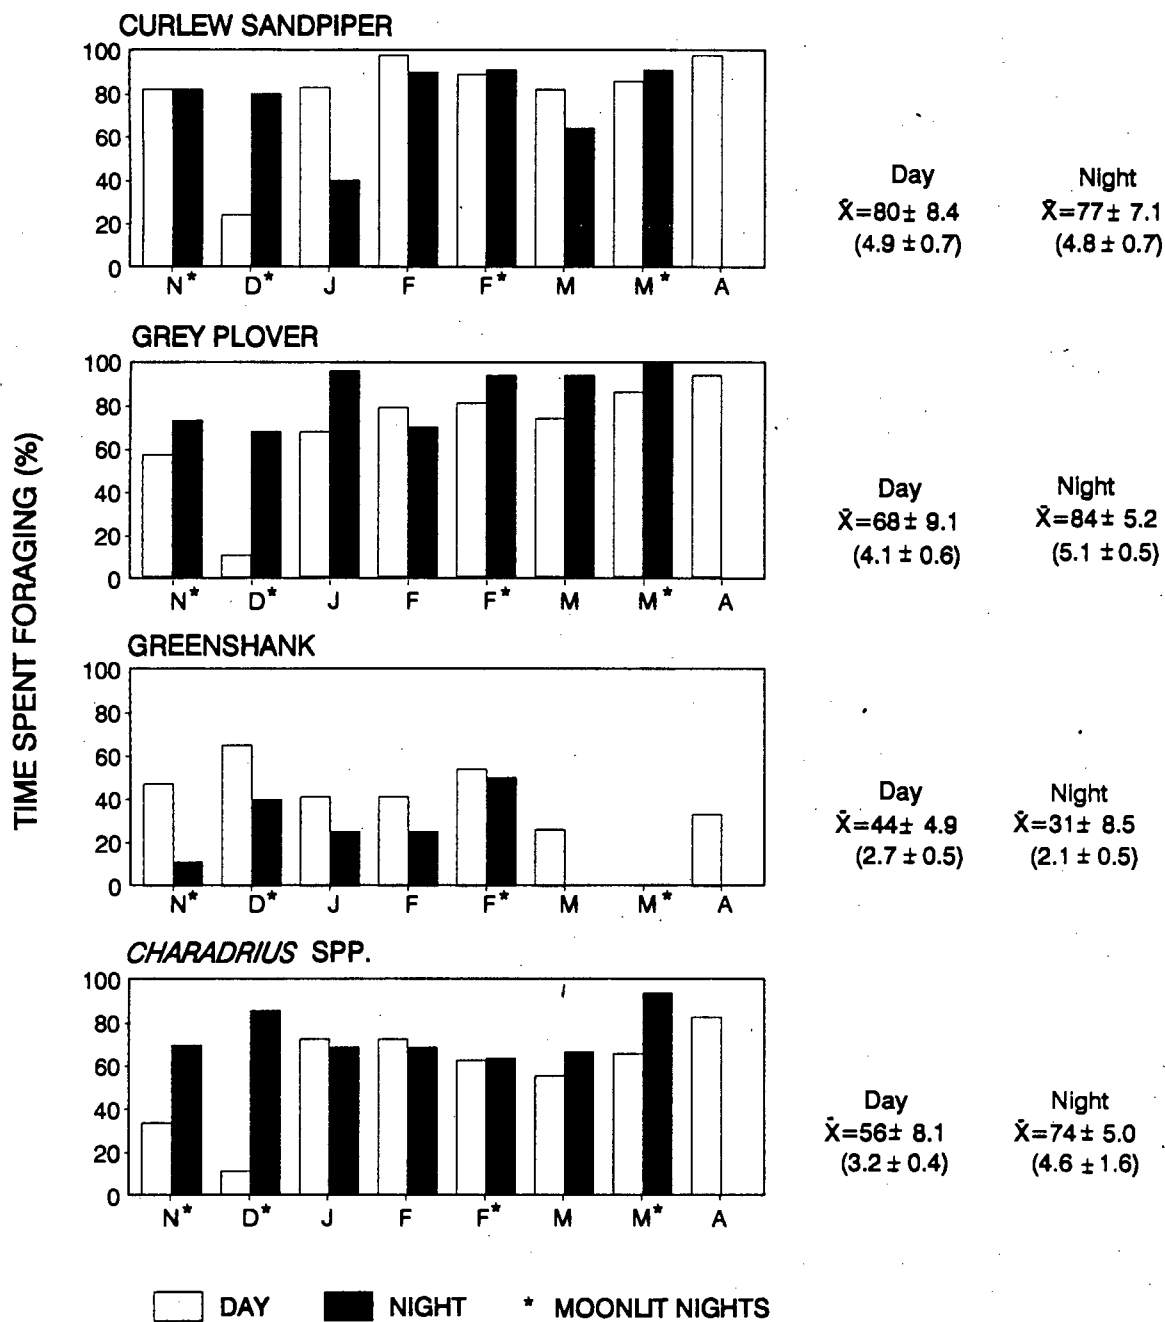 CURLEW SANDPIPER
100
80
60
40
20
0
N* D* J F F* M M* A
Day Night
X̄=80± 8.4 X̄=77± 7.1
(4.9 ±0.7) (4.8 ±0.7)
GREY PLOVER
100
80
60
40
20
0
N* D* J F F* M M* A
Day Night
X̄=68± 9.1 X̄=84± 5.2
(4.1 ±0.6) (5.1 ±0.5)
TIME SPENT FORAGING (%)
GREENSHANK
100
80
60
40
20
0
N* D* J F F* M M* A
Day Night
X̄=44± 4.9 X̄=31± 8.5
(2.7 ±0.5) (2.1 ±0.5)
CHARADRIUS SPP.
100
80
60
40
20
0
N* D* J F F* M M* A
Day Night
X̄=56± 8.1 X̄=74± 5.0
(3.2 ±0.4) (4.6 ±1.6)
DAY NIGHT * MOONLIT NIGHTS